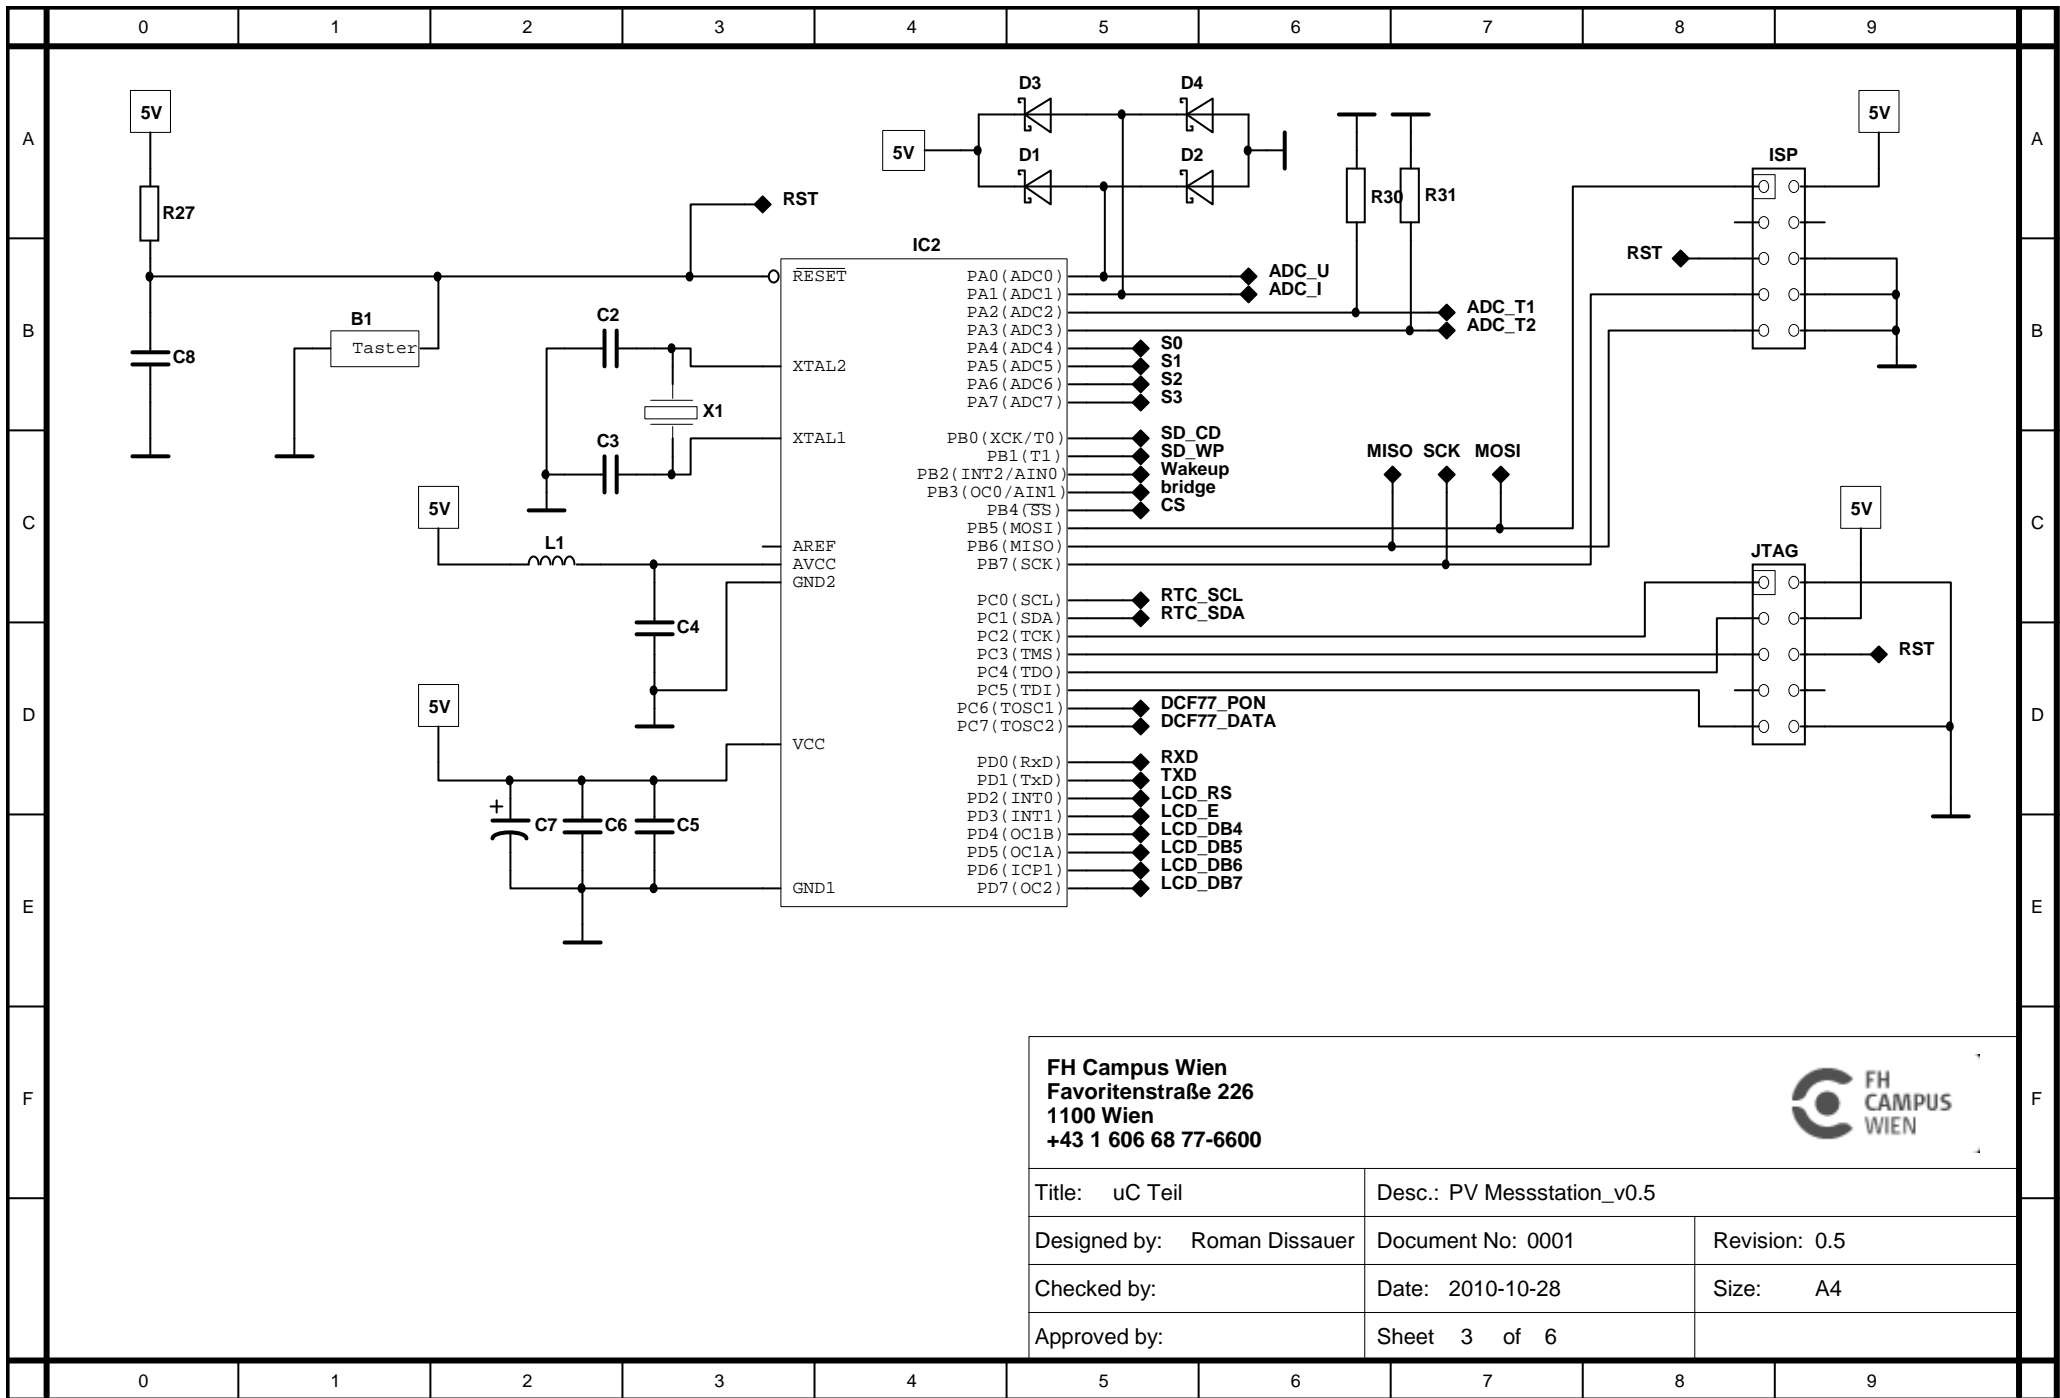 0 1 2 3 4 5 6 7 8 9
A
B
C
D
E
F
A
B
C
D
E
F
5V
R27
C8
B1
Taster
RST
C2
X1
C3
5V
L1
C4
5V
C7 C6 C5
+
IC2
RESET
XTAL2
XTAL1
AREF
AVCC
GND2
VCC
GND1
PA0(ADC0)
PA1(ADC1)
PA2(ADC2)
PA3(ADC3)
PA4(ADC4)
PA5(ADC5)
PA6(ADC6)
PA7(ADC7)
PB0(XCK/T0)
PB1(T1)
PB2(INT2/AIN0)
PB3(OC0/AIN1)
PB4(SS)
PB5(MOSI)
PB6(MISO)
PB7(SCK)
PC0(SCL)
PC1(SDA)
PC2(TCK)
PC3(TMS)
PC4(TDO)
PC5(TDI)
PC6(TOSC1)
PC7(TOSC2)
PD0(RxD)
PD1(TxD)
PD2(INT0)
PD3(INT1)
PD4(OC1B)
PD5(OC1A)
PD6(ICP1)
PD7(OC2)
5V
D3 D4
D1 D2
R30 R31
ADC_U
ADC_I
ADC_T1
ADC_T2
S0
S1
S2
S3
SD_CD
SD_WP
Wakeup
bridge
CS
MISO SCK MOSI
RTC_SCL
RTC_SDA
DCF77_PON
DCF77_DATA
RXD
TXD
LCD_RS
LCD_E
LCD_DB4
LCD_DB5
LCD_DB6
LCD_DB7
5V
ISP
RST
5V
JTAG
RST
FH Campus Wien
Favoritenstraße 226
1100 Wien
+43 1 606 68 77-6600
FH
CAMPUS
WIEN
Title: uC Teil Desc.: PV Messstation_v0.5
Designed by: Roman Dissauer Document No: 0001 Revision: 0.5
Checked by: Date: 2010-10-28 Size: A4
Approved by: Sheet 3 of 6
0 1 2 3 4 5 6 7 8 9